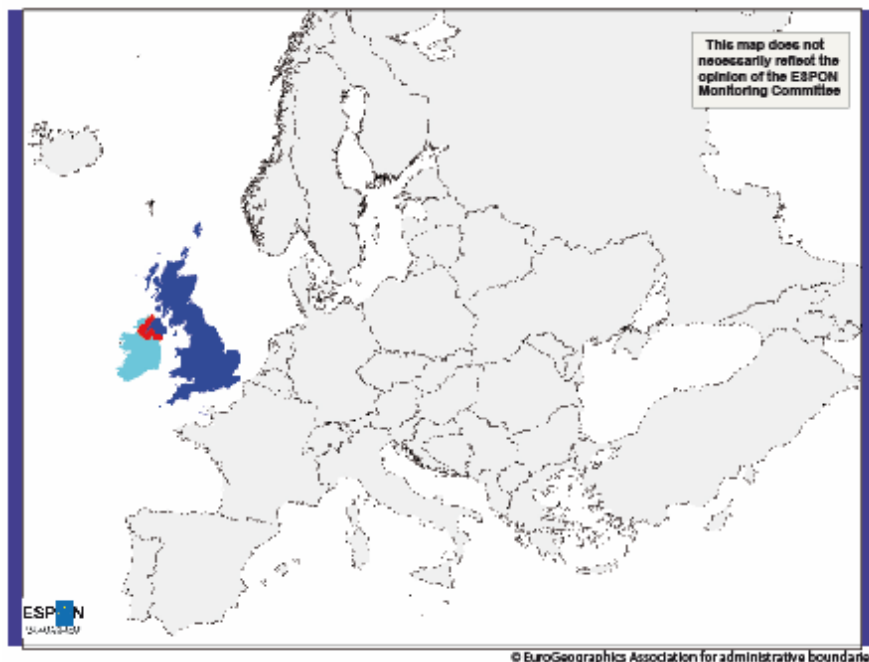 This map does not
necessarily reflect the
opinion of the ESPON
Monitoring Committee
ESPON
© EuroGeographics Association for administrative boundarie